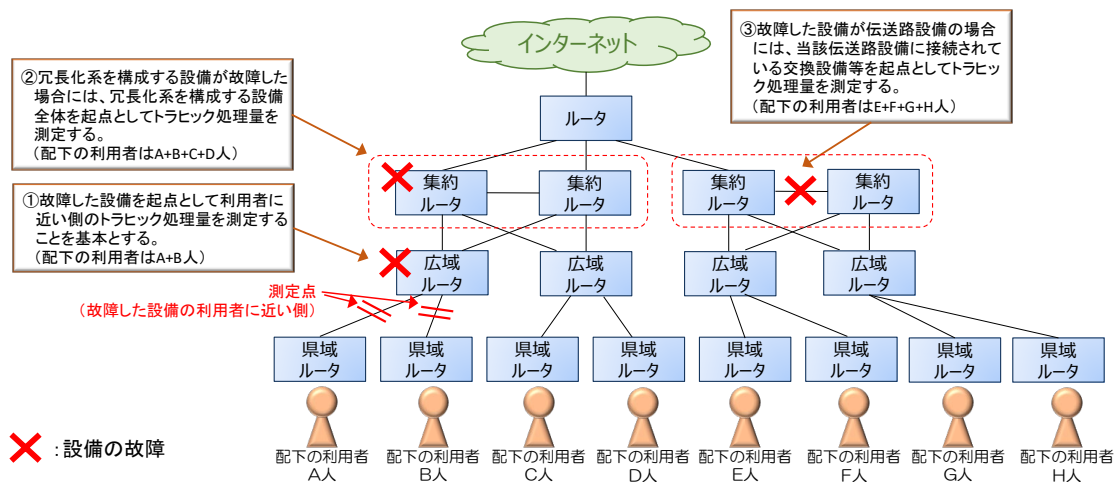 インターネット
②冗長化系を構成する設備が故障した
場合には、冗長化系を構成する設備
全体を起点としてトラヒック処理量を
測定する。
（配下の利用者はA+B+C+D人）
③故障した設備が伝送路設備の場合
には、当該伝送路設備に接続されて
いる交換設備等を起点としてトラヒッ
ク処理量を測定する。
（配下の利用者はE+F+G+H人）
ルータ
①故障した設備を起点として利用者に
近い側のトラヒック処理量を測定する
ことを基本とする。
（配下の利用者はA+B人）
集約
ルータ
集約
ルータ
集約
ルータ
集約
ルータ
広域
ルータ
広域
ルータ
広域
ルータ
広域
ルータ
測定点
（故障した設備の利用者に近い側）
県域
ルータ
県域
ルータ
県域
ルータ
県域
ルータ
県域
ルータ
県域
ルータ
県域
ルータ
県域
ルータ
：設備の故障
配下の利用者
A人
配下の利用者
B人
配下の利用者
C人
配下の利用者
D人
配下の利用者
E人
配下の利用者
F人
配下の利用者
G人
配下の利用者
H人